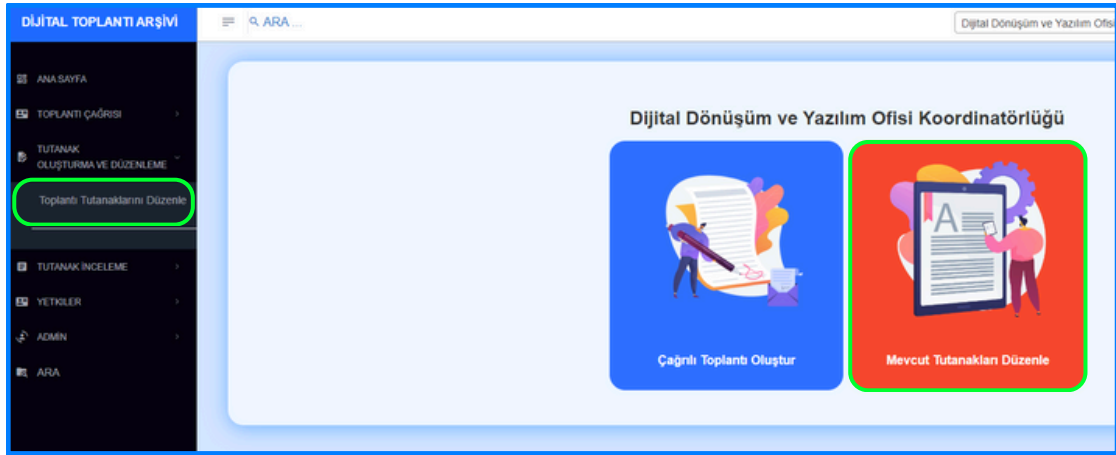 DİJİTAL TOPLANTI ARŞİVİ
ARA ...
Dijital Dönüşüm ve Yazılım Ofisi
ANA SAYFA
TOPLANTI ÇAĞRISI
TUTANAK
OLUŞTURMA VE DÜZENLEME
Toplantı Tutanaklarını Düzenle
TUTANAK İNCELEME
YETKİLER
ADMİN
ARA
Dijital Dönüşüm ve Yazılım Ofisi Koordinatörlüğü
A
Çağrılı Toplantı Oluştur
Mevcut Tutanakları Düzenle